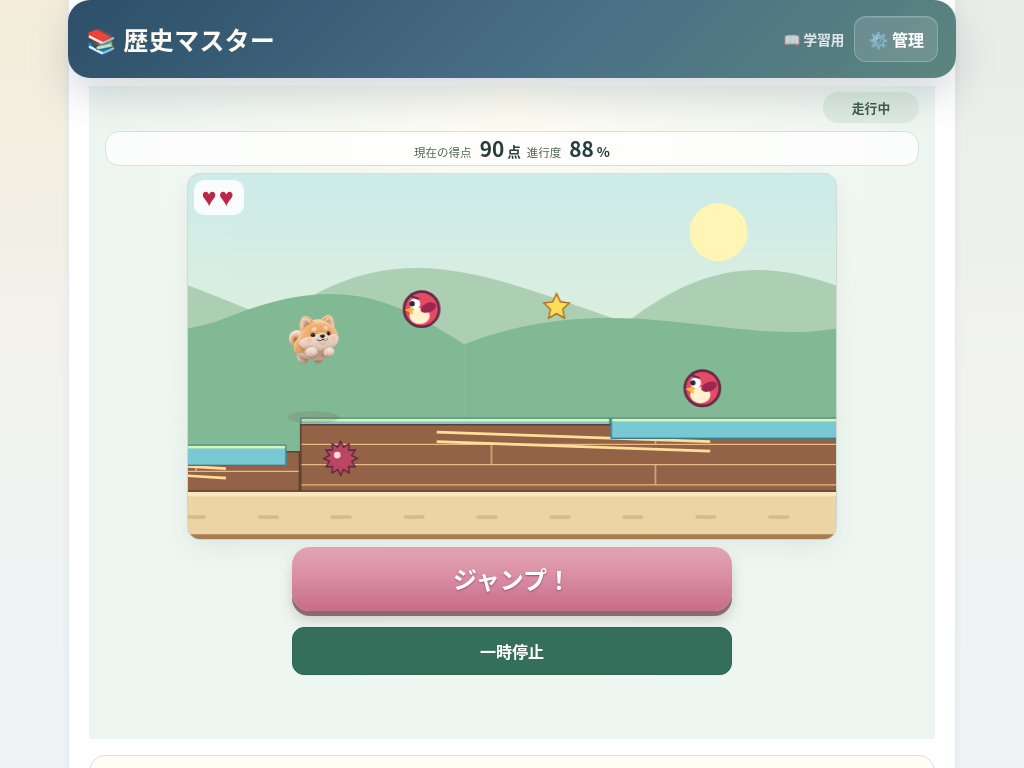 📚 歴史マスター
📖 学習用
⚙️ 管理
走行中
現在の得点 90 点 進行度 88 %
♥♥
ジャンプ！
一時停止